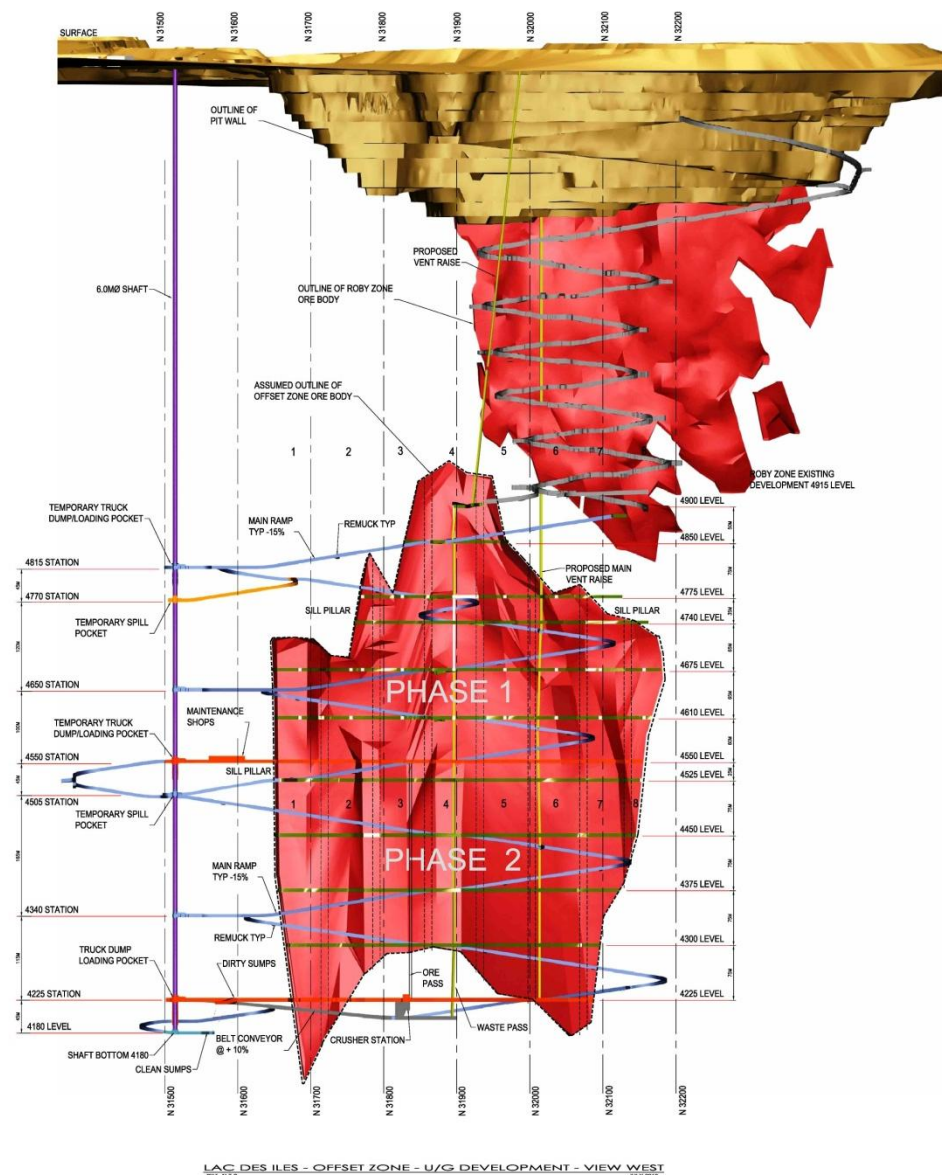 SURFACE
N 31500
N 31600
N 31700
N 31800
N 31900
N 32000
N 32100
N 32200
OUTLINE OF
PIT WALL
PROPOSED
VENT RAISE
6.0MØ SHAFT
OUTLINE OF ROBY ZONE
ORE BODY
ASSUMED OUTLINE OF
OFFSET ZONE ORE BODY
1 2 3 4 5 6 7
ROBY ZONE EXISTING
DEVELOPMENT 4915 LEVEL
4900 LEVEL
TEMPORARY TRUCK
DUMP/LOADING POCKET
MAIN RAMP
TYP -15%
REMUCK TYP
4850 LEVEL
4815 STATION
PROPOSED MAIN
VENT RAISE
4770 STATION
4775 LEVEL
TEMPORARY SPILL
POCKET
SILL PILLAR
SILL PILLAR
4740 LEVEL
4675 LEVEL
4650 STATION
PHASE 1
MAINTENANCE
SHOPS
4610 LEVEL
TEMPORARY TRUCK
DUMP/LOADING POCKET
4550 STATION
4550 LEVEL
SILL PILLAR
4525 LEVEL
4505 STATION
1 2 3 4 5 6 7 8
TEMPORARY SPILL
POCKET
4450 LEVEL
PHASE 2
MAIN RAMP
TYP -15%
4375 LEVEL
4340 STATION
REMUCK TYP
4300 LEVEL
TRUCK DUMP
LOADING POCKET
DIRTY SUMPS
ORE
PASS
4225 STATION
4225 LEVEL
WASTE PASS
4180 LEVEL
BELT CONVEYOR
@ + 10%
CRUSHER STATION
SHAFT BOTTOM 4180
CLEAN SUMPS
N 31500
N 31600
N 31700
N 31800
N 31900
N 32000
N 32100
N 32200
LAC DES ILES - OFFSET ZONE - U/G DEVELOPMENT - VIEW WEST